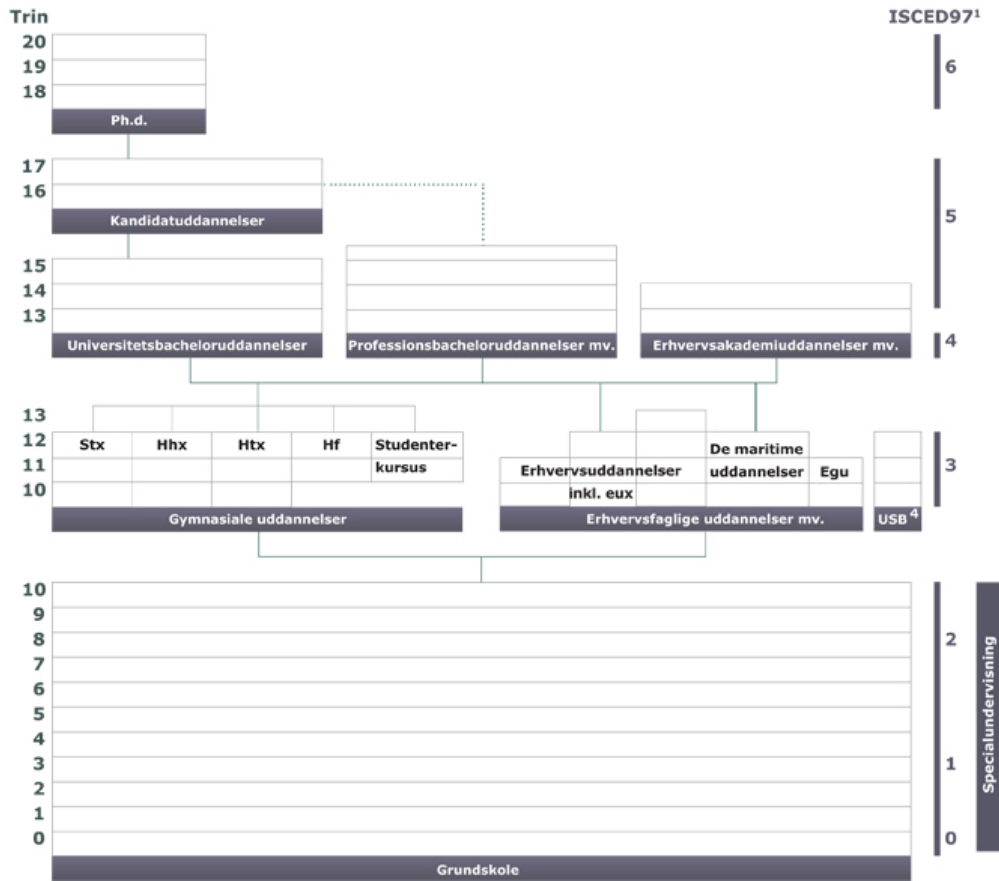 Trin
ISCED97¹
20
19
18
6
Ph.d.
17
16
5
Kandidatuddannelser
15
14
13
Universitetsbacheloruddannelser
Professionsbacheloruddannelser mv.
Erhvervsakademiuddannelser mv.
4
13
12
11
10
Stx
Hhx
Htx
Hf
Studenter-
kursus
Gymnasiale uddannelser
Erhvervsuddannelser
inkl. eux
De maritime
uddannelser
Egu
Erhvervsfaglige uddannelser mv.
USB⁴
3
10
9
8
7
6
5
4
3
2
1
0
2
1
0
Specialundervisning
Grundskole